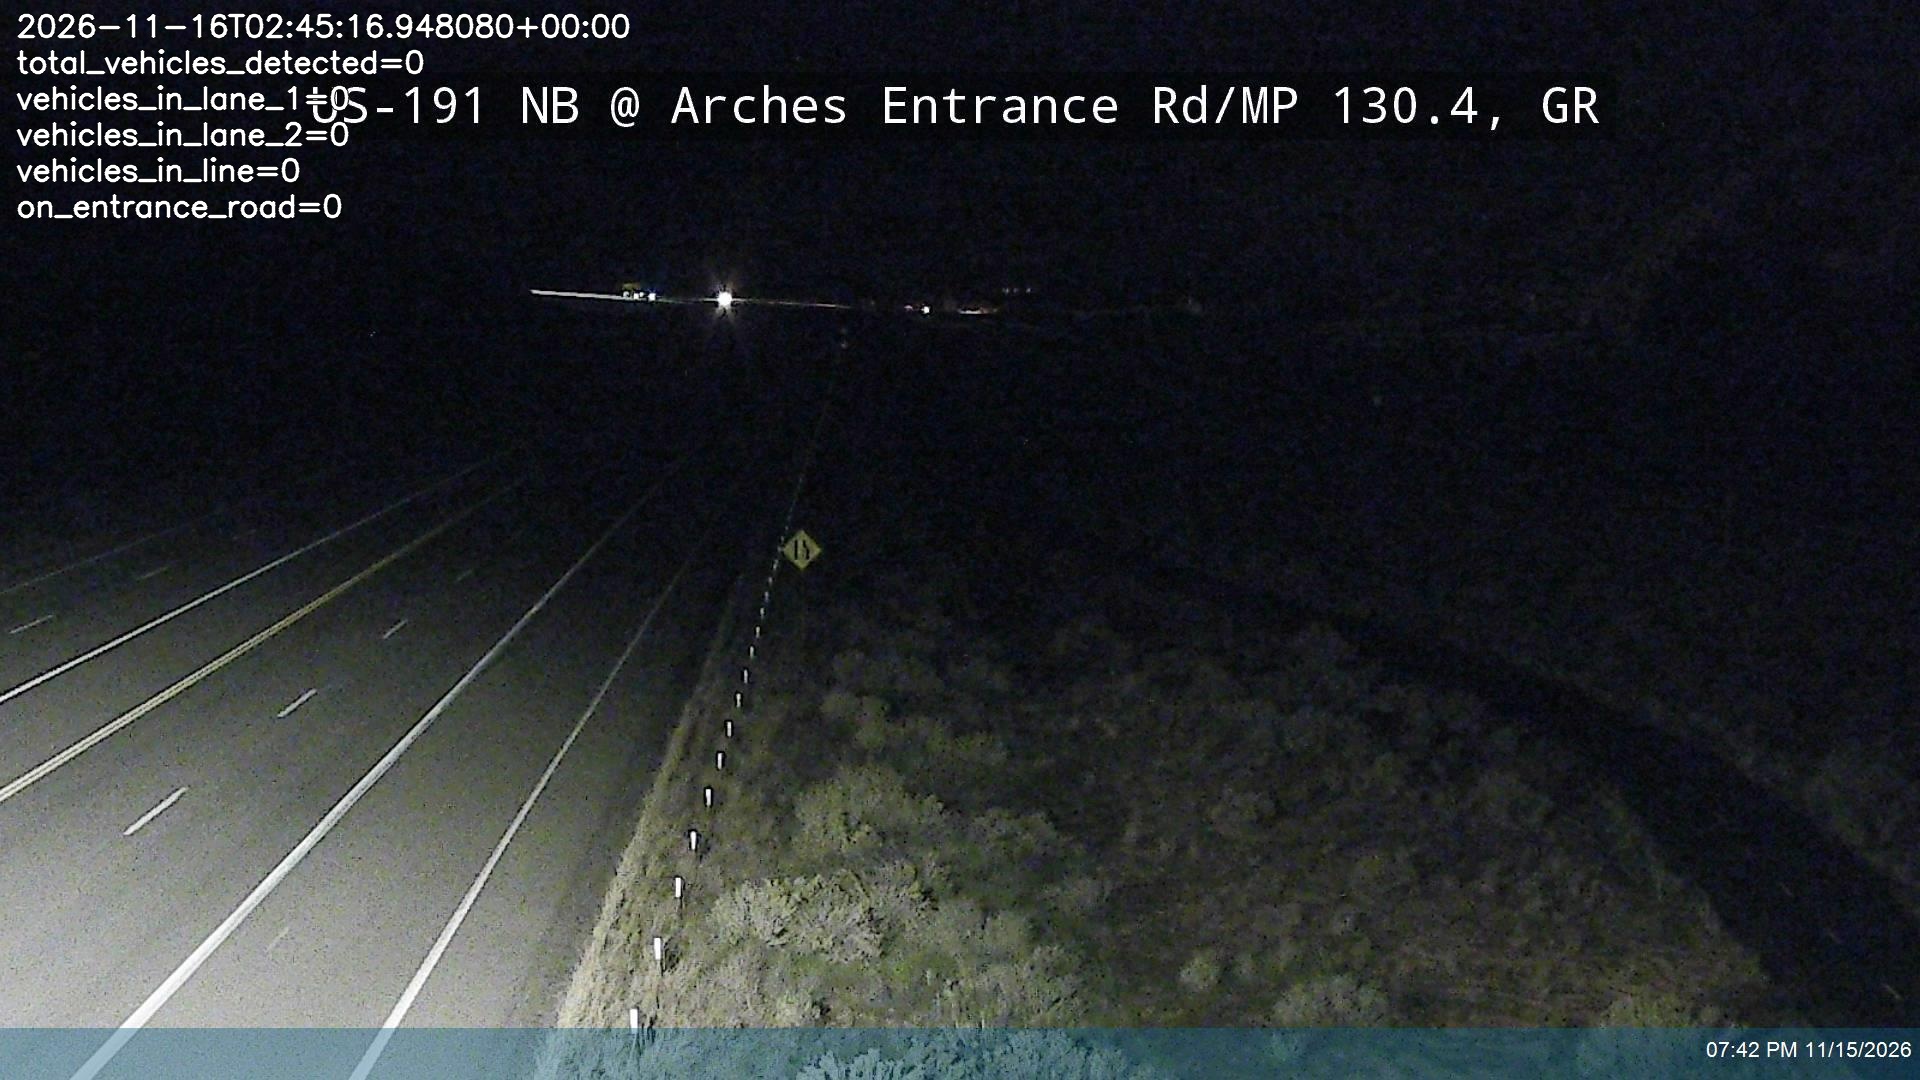 2026-11-16T02:45:16.948080+00:00
total_vehicles_detected=0
vehicles_in_lane_1=0
US-191 NB @ Arches Entrance Rd/MP 130.4, GR
vehicles_in_lane_2=0
vehicles_in_line=0
on_entrance_road=0
07:42 PM 11/15/2026